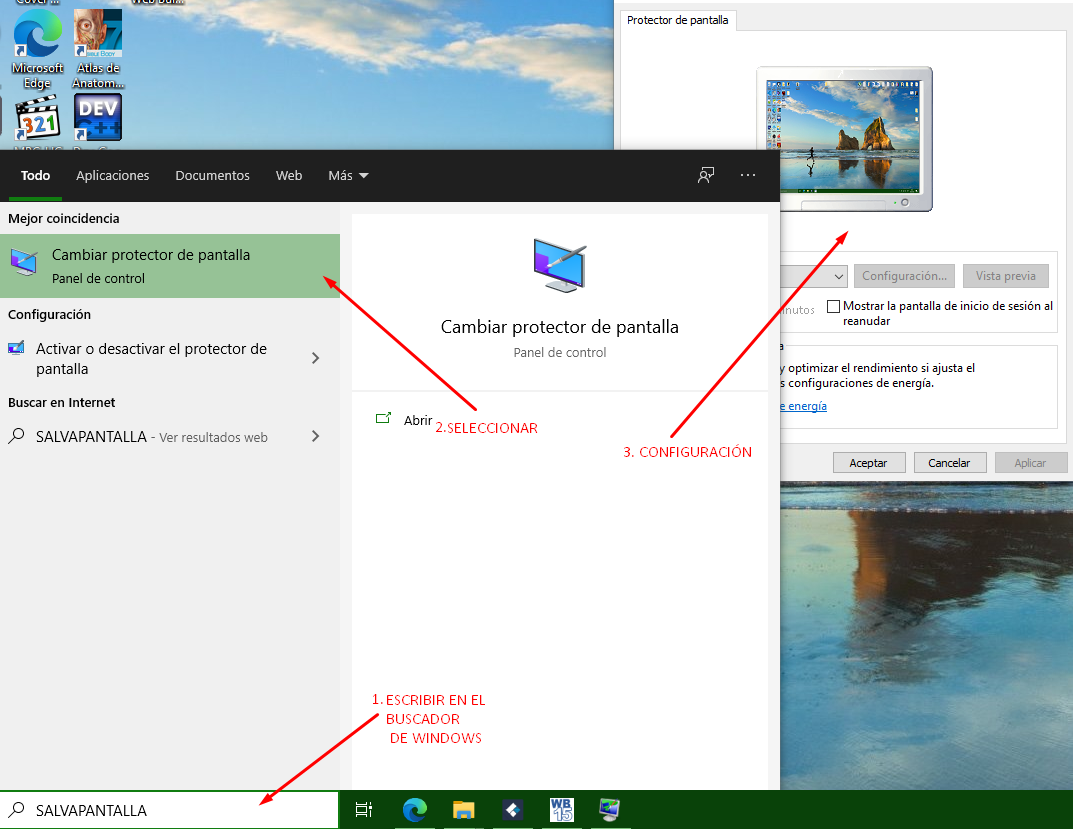 Protector de pantalla
Microsoft
Edge
Atlas de
Anatom...
321
DEV
C++
Todo
Aplicaciones
Documentos
Web
Más
Mejor coincidencia
Cambiar protector de pantalla
Panel de control
Configuración
Activar o desactivar el protector de
pantalla
Buscar en Internet
SALVAPANTALLA - Ver resultados web
Cambiar protector de pantalla
Panel de control
Abrir
2.SELECCIONAR
3. CONFIGURACIÓN
1. ESCRIBIR EN EL
BUSCADOR
DE WINDOWS
Configuración...
Vista previa
Mostrar la pantalla de inicio de sesión al
reanudar
y optimizar el rendimiento si ajusta el
s configuraciones de energía.
e energía
Aceptar
Cancelar
Aplicar
SALVAPANTALLA
WB
15